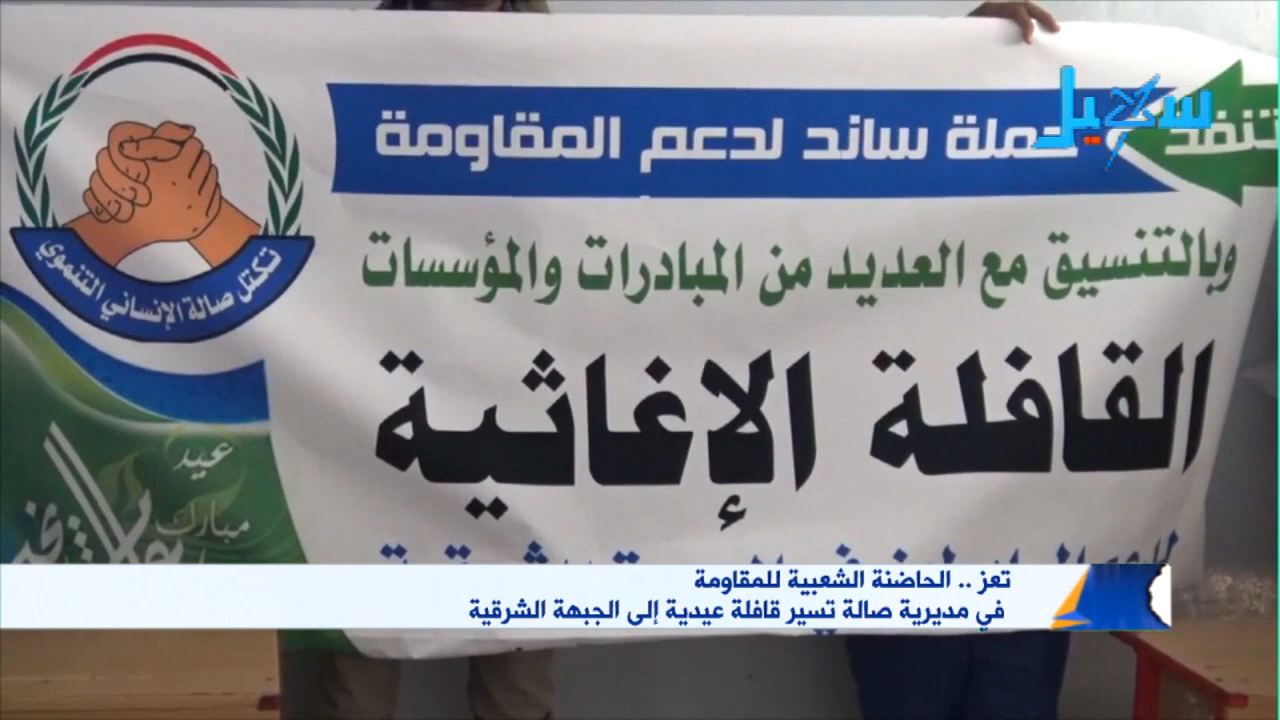 سهيل
تنفذ حملة ساند لدعم المقاومة
وبالتنسيق مع العديد من المبادرات والمؤسسات
القافلة الإغاثية
تكتل صالة الإنساني التنموي
عيد
مبارك
تعز .. الحاضنة الشعبية للمقاومة
في مديرية صالة تسير قافلة عيدية إلى الجبهة الشرقية